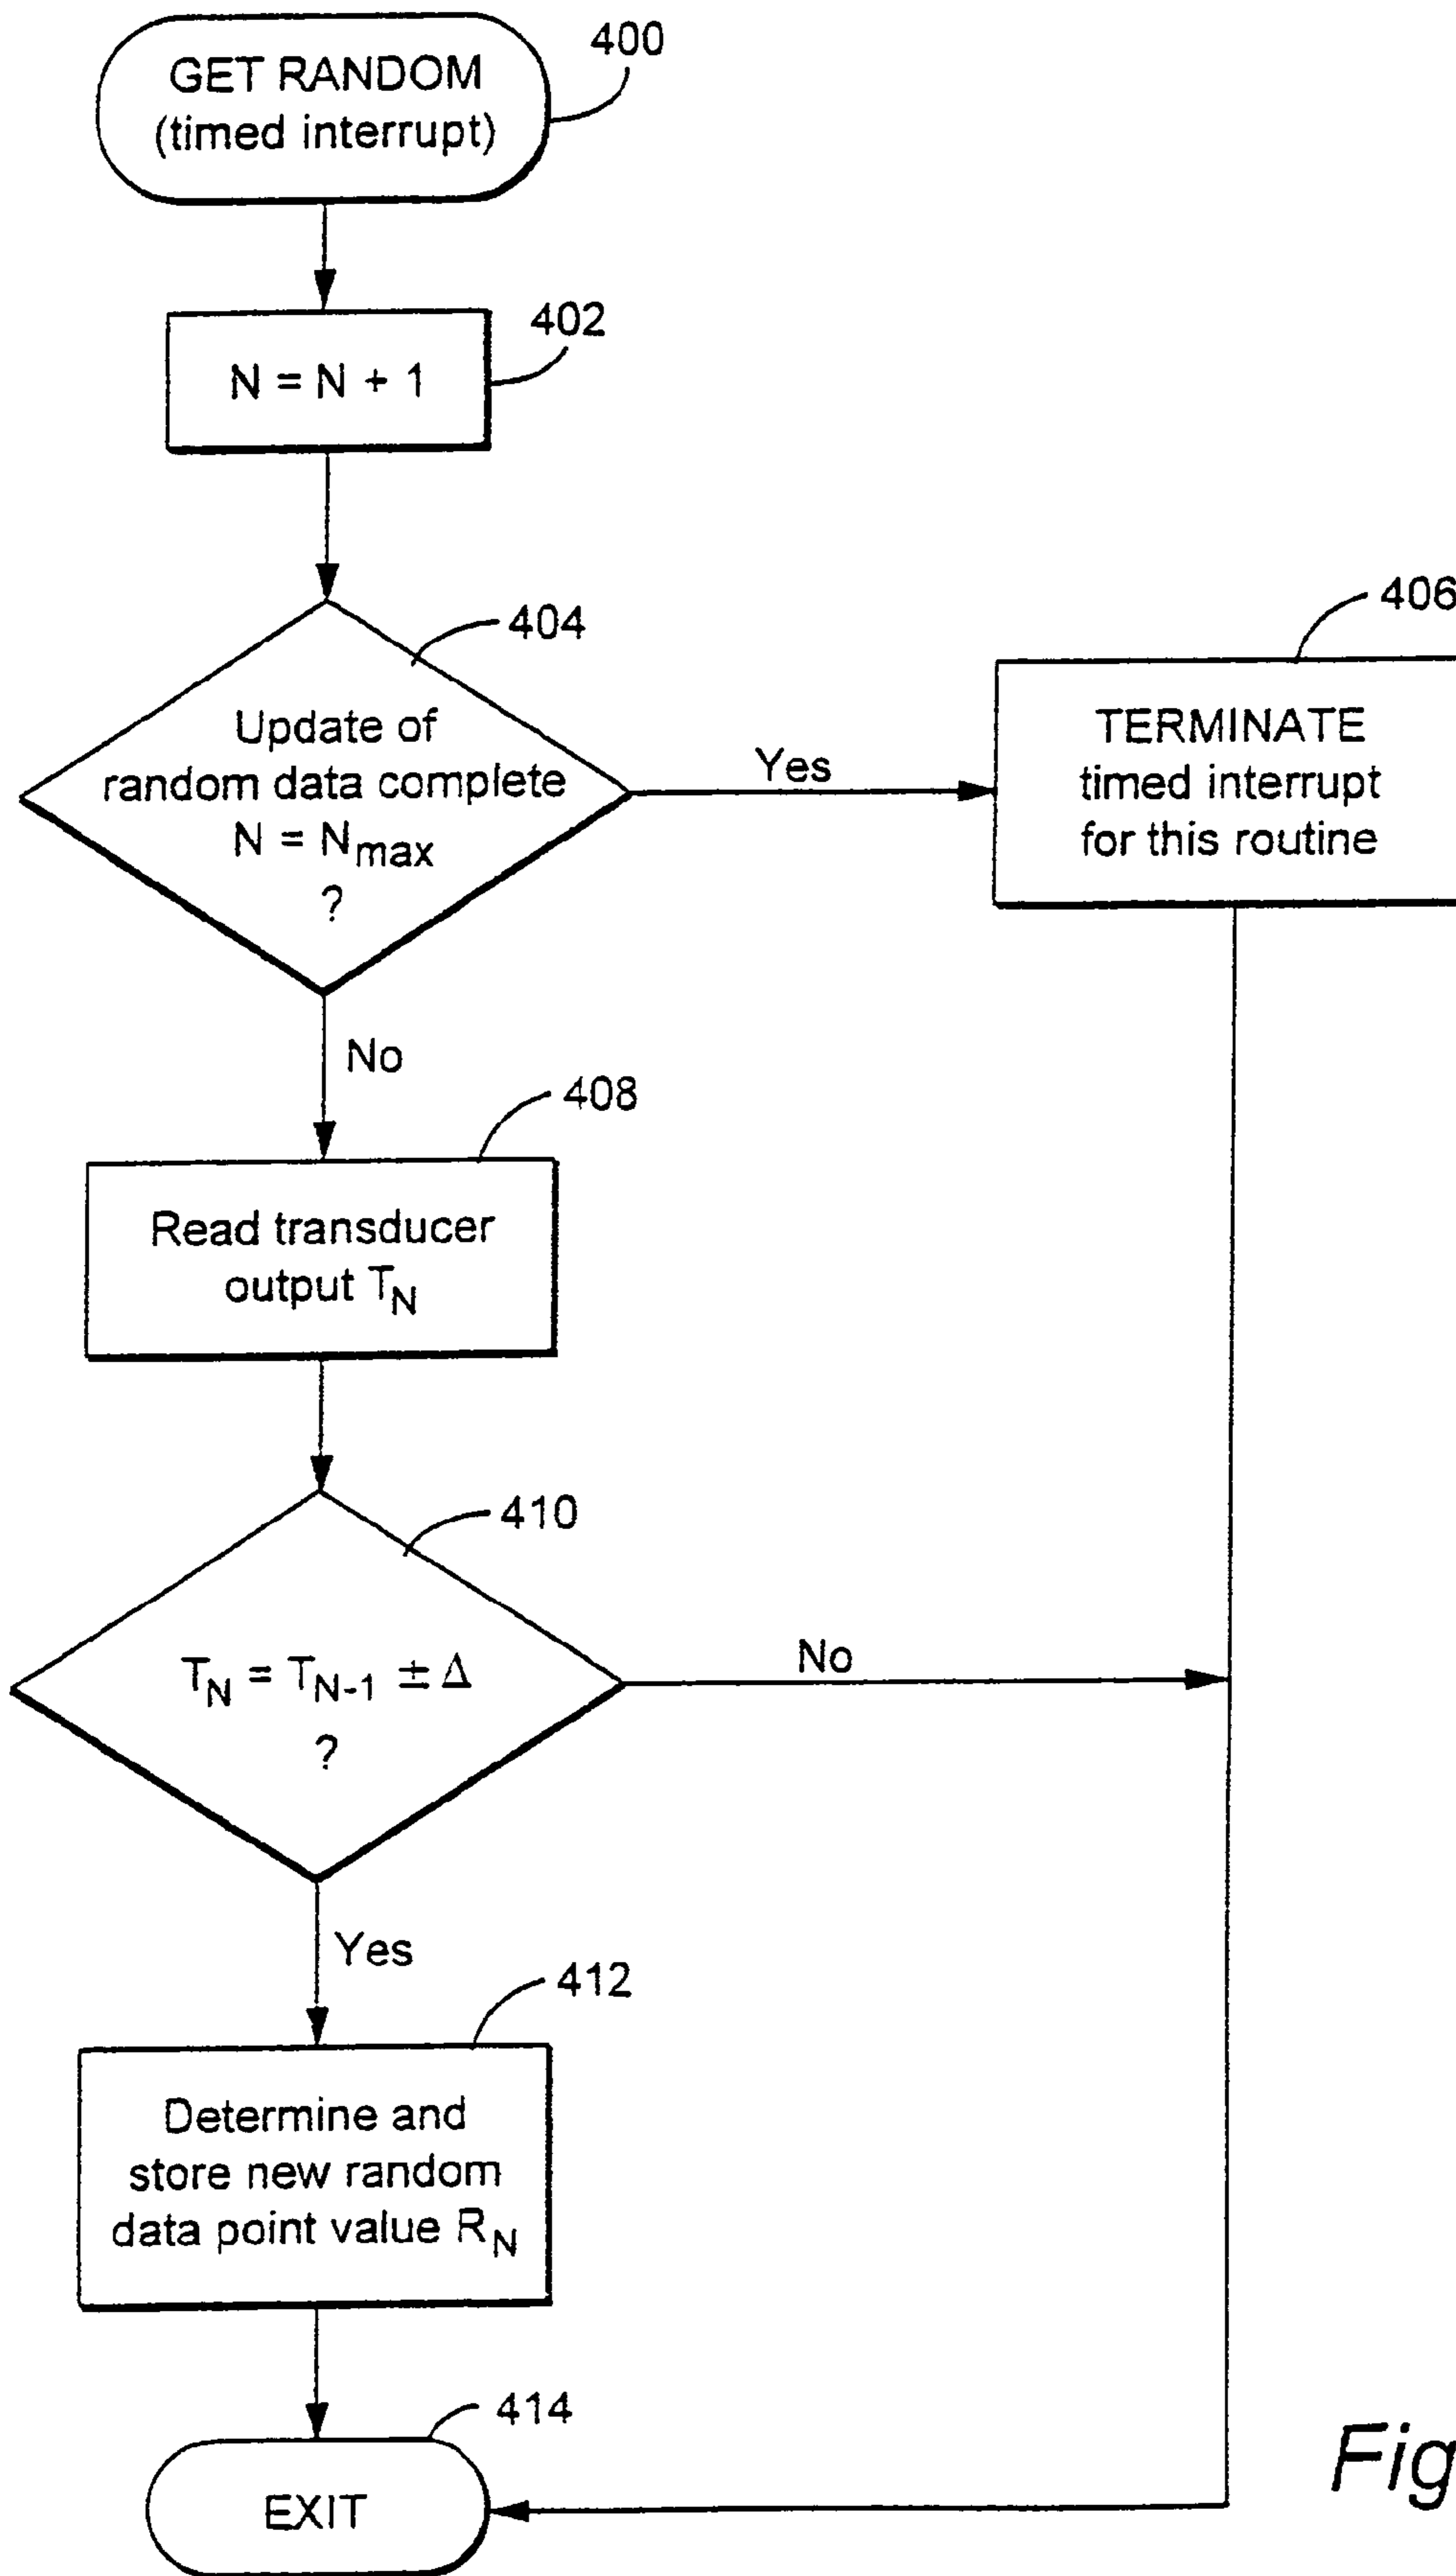 GET RANDOM
(timed interrupt)
400
N = N + 1
402
Update of
random data complete
N = Nmax
?
404
Yes
TERMINATE
timed interrupt
for this routine
406
No
Read transducer
output TN
408
TN = TN-1 ± Δ
?
410
No
Yes
Determine and
store new random
data point value RN
412
EXIT
414
Fig